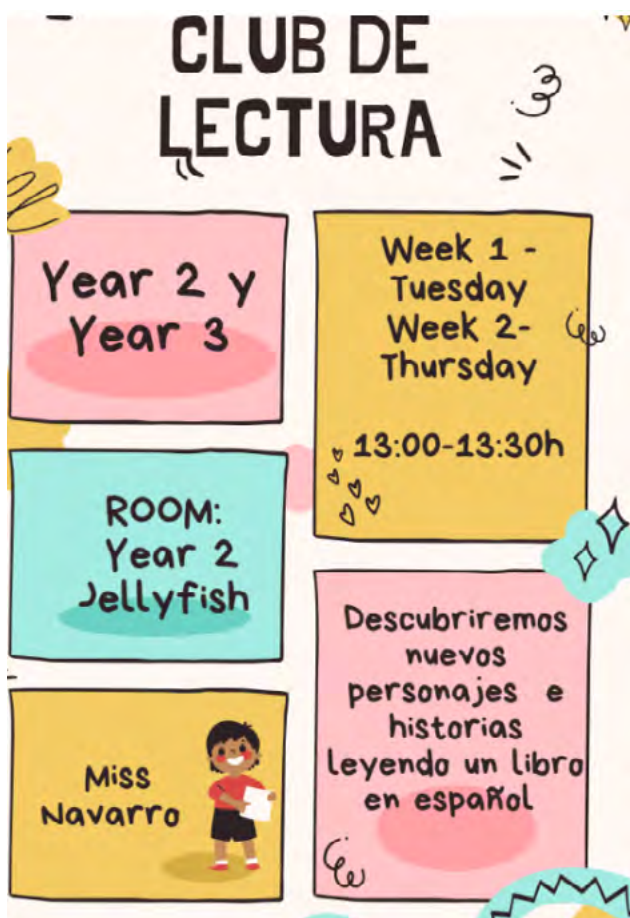 CLUB DE
LECTURA
Year 2 y
Year 3
Week 1 -
Tuesday
Week 2-
Thursday
13:00-13:30h
ROOM:
Year 2
Jellyfish
Descubriremos
nuevos
personajes e
historias
leyendo un libro
en español
Miss
Navarro